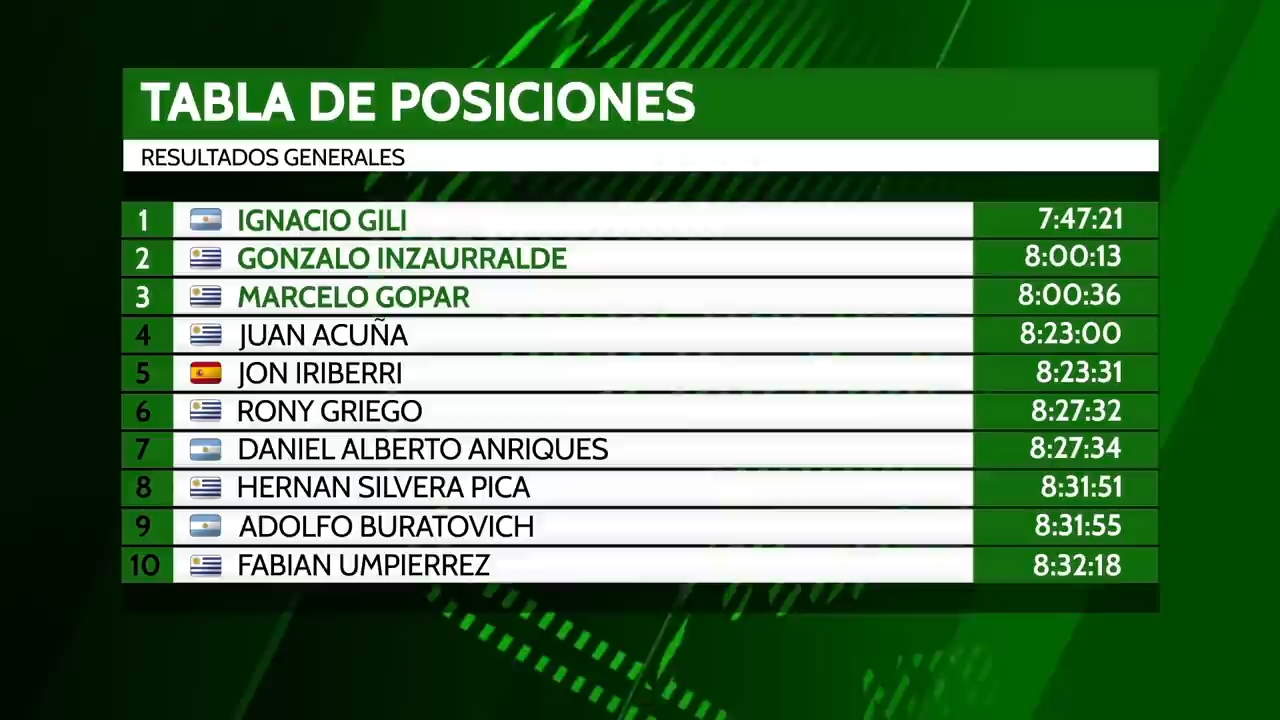 TABLA DE POSICIONES
RESULTADOS GENERALES
1 IGNACIO GILI 7:47:21
2 GONZALO INZAURRALDE 8:00:13
3 MARCELO GOPAR 8:00:36
4 JUAN ACUÑA 8:23:00
5 JON IRIBERRI 8:23:31
6 RONY GRIEGO 8:27:32
7 DANIEL ALBERTO ANRIQUES 8:27:34
8 HERNAN SILVERA PICA 8:31:51
9 ADOLFO BURATOVICH 8:31:55
10 FABIAN UMPIERREZ 8:32:18